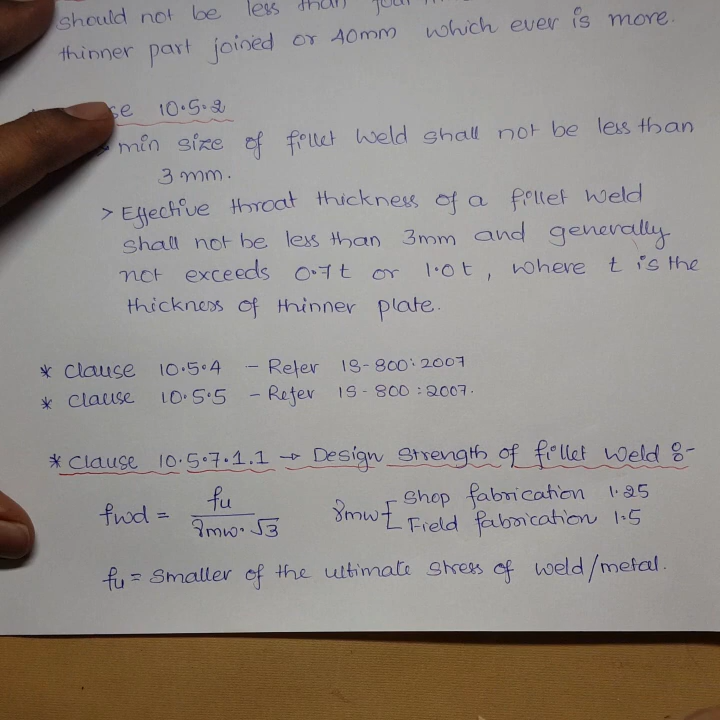 should not be less than
thinner part joined or 40mm which ever is more.
se 10.5.2
min size of fillet weld shall not be less than
3 mm.
> Effective throat thickness of a fillet weld
shall not be less than 3mm and generally
not exceeds 0.7t or 1.0t, where t is the
thickness of thinner plate.
* Clause 10.5.4 - Refer IS-800:2007
* Clause 10.5.5 - Refer IS-800:2007.
* Clause 10.5.7.1.1 → Design strength of fillet weld :-
fwd = fu / γmw.√3 γmw [ Shop fabrication 1.25
Field fabrication 1.5
fu = smaller of the ultimate stress of weld/metal.